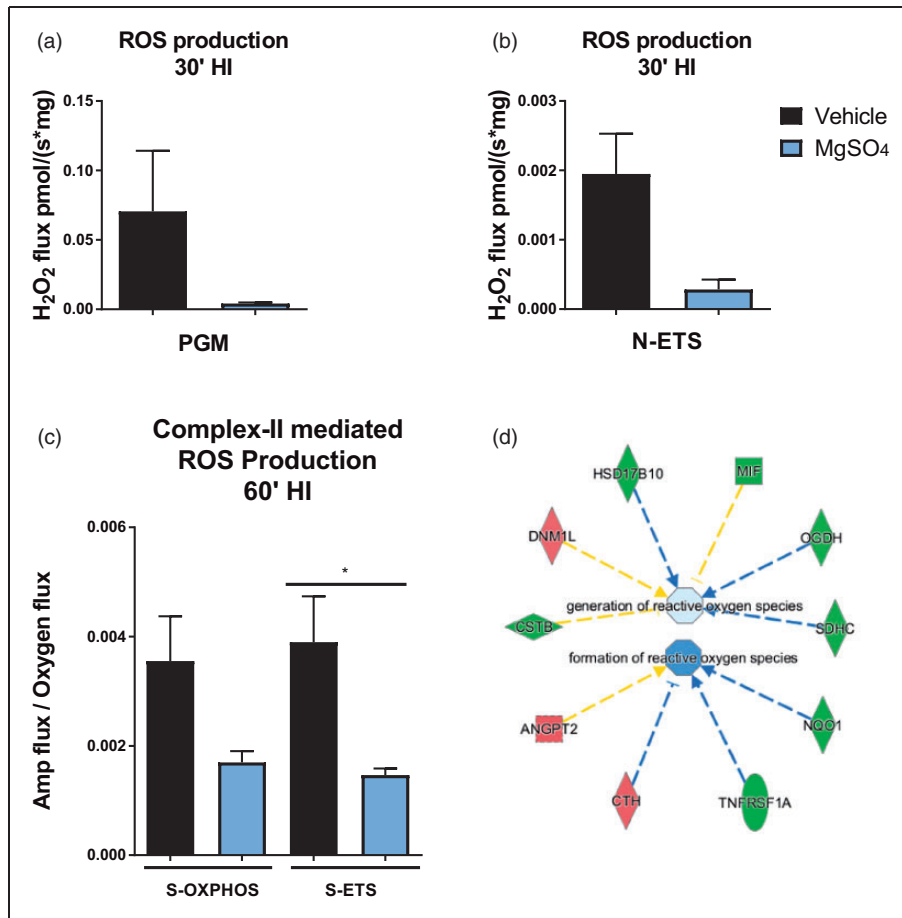 (a)
ROS production
30' HI
H₂O₂ flux pmol/(s*mg)
0.15
0.10
0.05
0.00
PGM
(b)
ROS production
30' HI
H₂O₂ flux pmol/(s*mg)
0.003
0.002
0.001
0.000
N-ETS
Vehicle
MgSO₄
(c)
Complex-II mediated
ROS Production
60' HI
Amp flux / Oxygen flux
0.006
0.004
0.002
0.000
*
S-OXPHOS
S-ETS
(d)
HSD17B10
MIF
DNM1L
OGDH
generation of reactive oxygen species
CSTB
SDHC
formation of reactive oxygen species
ANGPT2
NQO1
CTH
TNFRSF1A